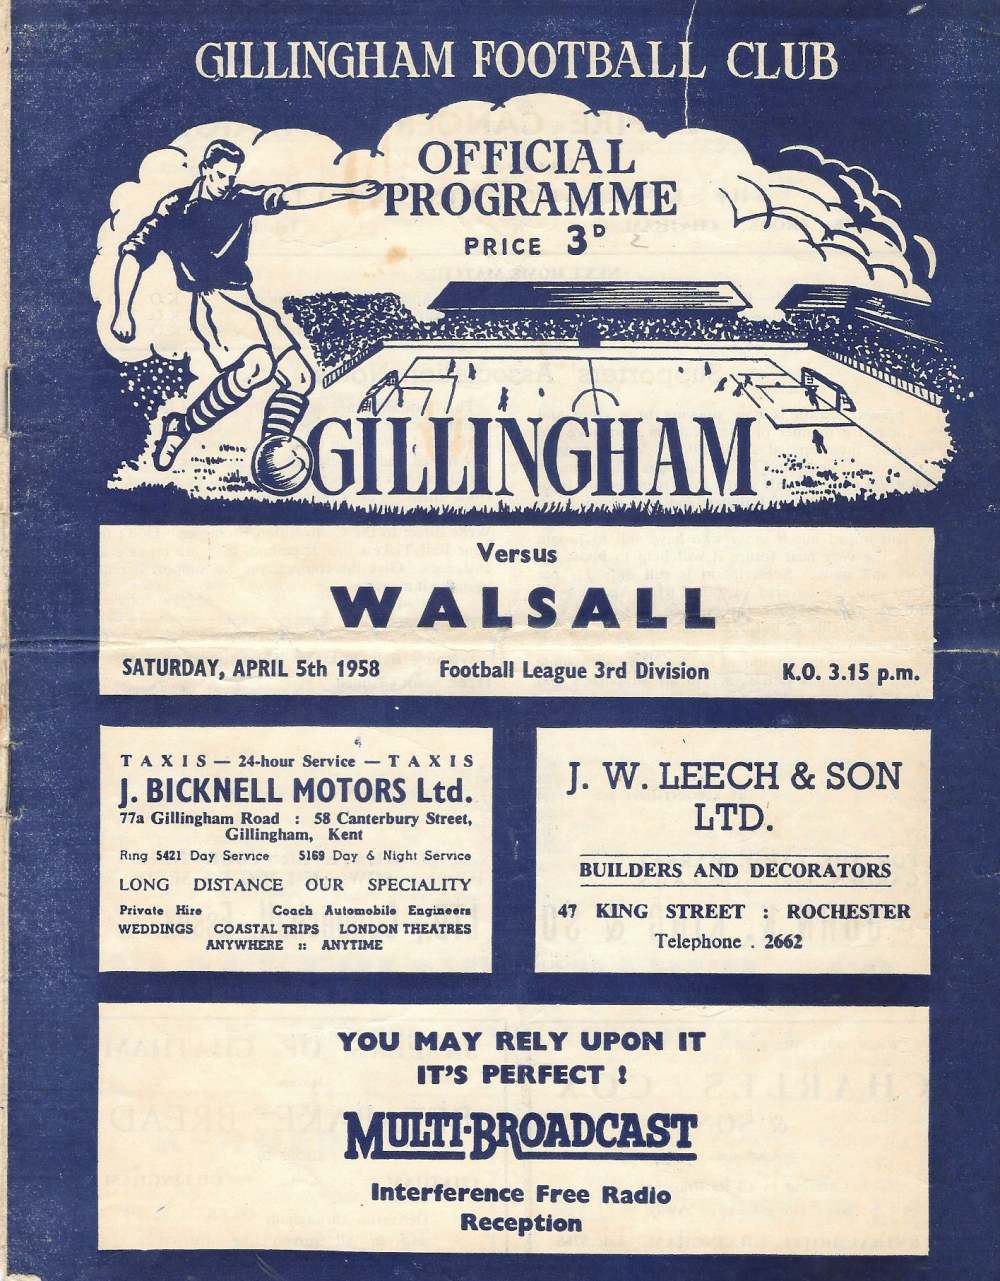 GILLINGHAM FOOTBALL CLUB
OFFICIAL
PROGRAMME
PRICE 3D
GILLINGHAM
Versus
WALSALL
SATURDAY, APRIL 5th 1958 Football League 3rd Division K.O. 3.15 p.m.
TAXIS — 24-hour Service — TAXIS
J. BICKNELL MOTORS Ltd.
77a Gillingham Road : 58 Canterbury Street,
Gillingham, Kent
Ring 5421 Day Service 5169 Day & Night Service
LONG DISTANCE OUR SPECIALITY
Private Hire Coach Automobile Engineers
WEDDINGS COASTAL TRIPS LONDON THEATRES
ANYWHERE :: ANYTIME
J. W. LEECH & SON
LTD.
BUILDERS AND DECORATORS
47 KING STREET : ROCHESTER
Telephone . 2662
YOU MAY RELY UPON IT
IT'S PERFECT !
MULTI-BROADCAST
Interference Free Radio
Reception